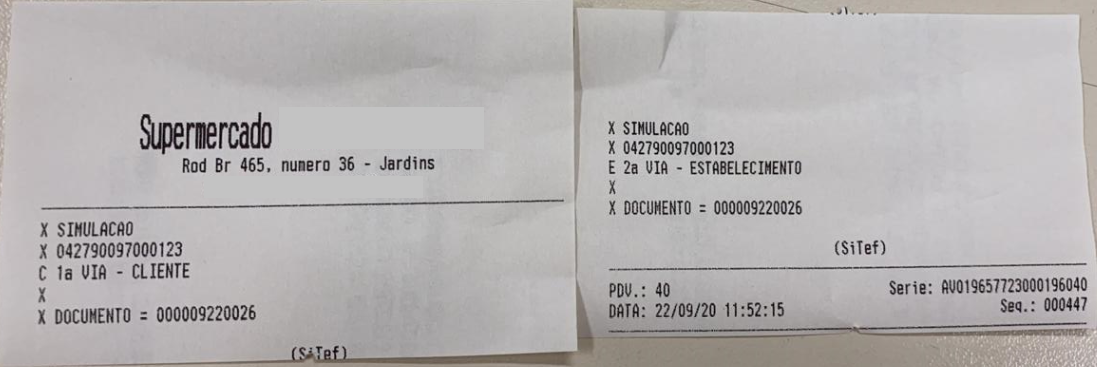 Supermercado
Rod Br 465, numero 36 - Jardins
X SIMULACAO
X 042790097000123
C 1a VIA - CLIENTE
X
X DOCUMENTO = 000009220026
(SiTef)
X SIMULACAO
X 042790097000123
E 2a VIA - ESTABELECIMENTO
X
X DOCUMENTO = 000009220026
(SiTef)
PDV.: 40 Serie: AV019657723000196040
DATA: 22/09/20 11:52:15 Seq.: 000447